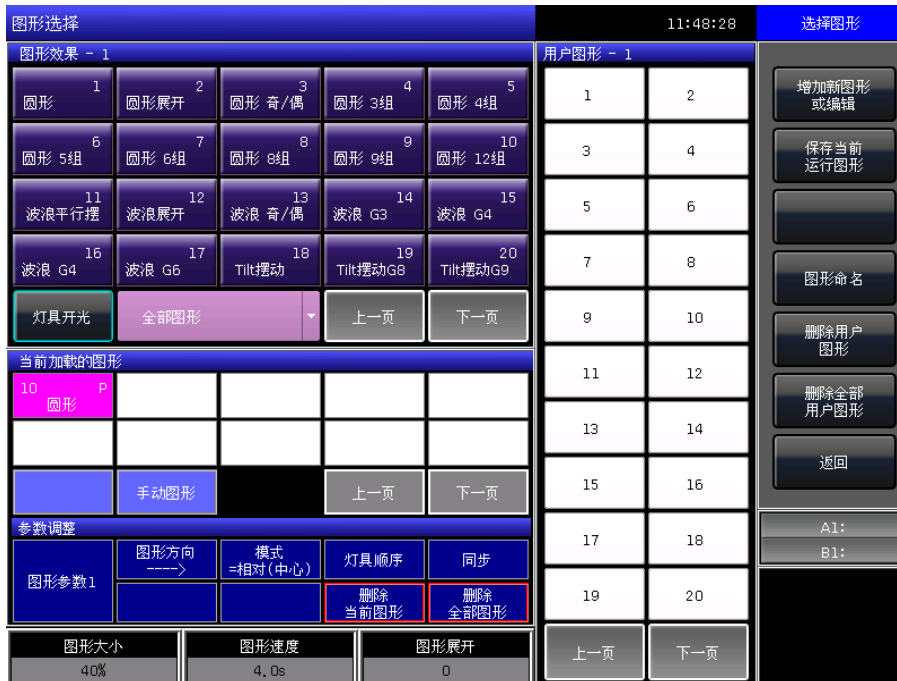 图形选择
11:48:28
选择图形
图形效果 - 1
1
圆形
2
圆形展开
3
圆形 奇/偶
4
圆形 3组
5
圆形 4组
6
圆形 5组
7
圆形 6组
8
圆形 8组
9
圆形 9组
10
圆形 12组
11
波浪平行摆
12
波浪展开
13
波浪 奇/偶
14
波浪 G3
15
波浪 G4
16
波浪 G4
17
波浪 G6
18
Tilt摆动
19
Tilt摆动G8
20
Tilt摆动G9
灯具开光
全部图形
上一页
下一页
当前加载的图形
10 P
圆形
手动图形
上一页
下一页
参数调整
图形参数1
图形方向
---->
模式
=相对(中心)
灯具顺序
同步
删除
当前图形
删除
全部图形
图形大小
40%
图形速度
4.0s
图形展开
0
用户图形 - 1
1
2
3
4
5
6
7
8
9
10
11
12
13
14
15
16
17
18
19
20
上一页
下一页
增加新图形
或编辑
保存当前
运行图形
图形命名
删除用户
图形
删除全部
用户图形
返回
A1:
B1: